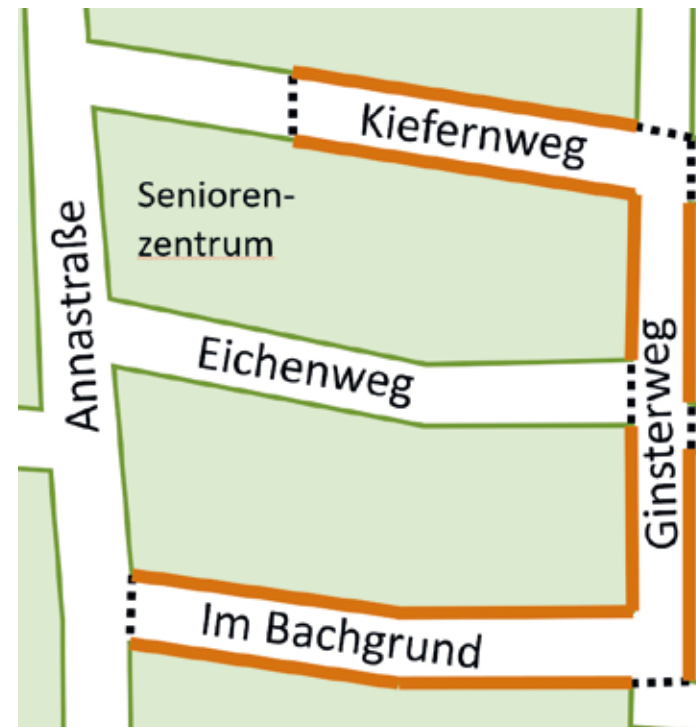 Kiefernweg
Senioren-
zentrum
Annastraße
Eichenweg
Ginsterweg
Im Bachgrund